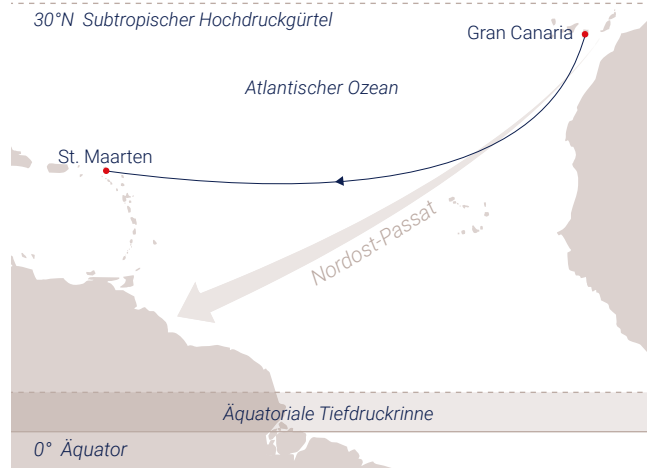 30°N Subtropischer Hochdruckgürtel
Gran Canaria
Atlantischer Ozean
St. Maarten
Nordost-Passat
Äquatoriale Tiefdruckrinne
0° Äquator